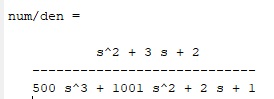 num/den =
s^2 + 3 s + 2
----------------------------
500 s^3 + 1001 s^2 + 2 s + 1